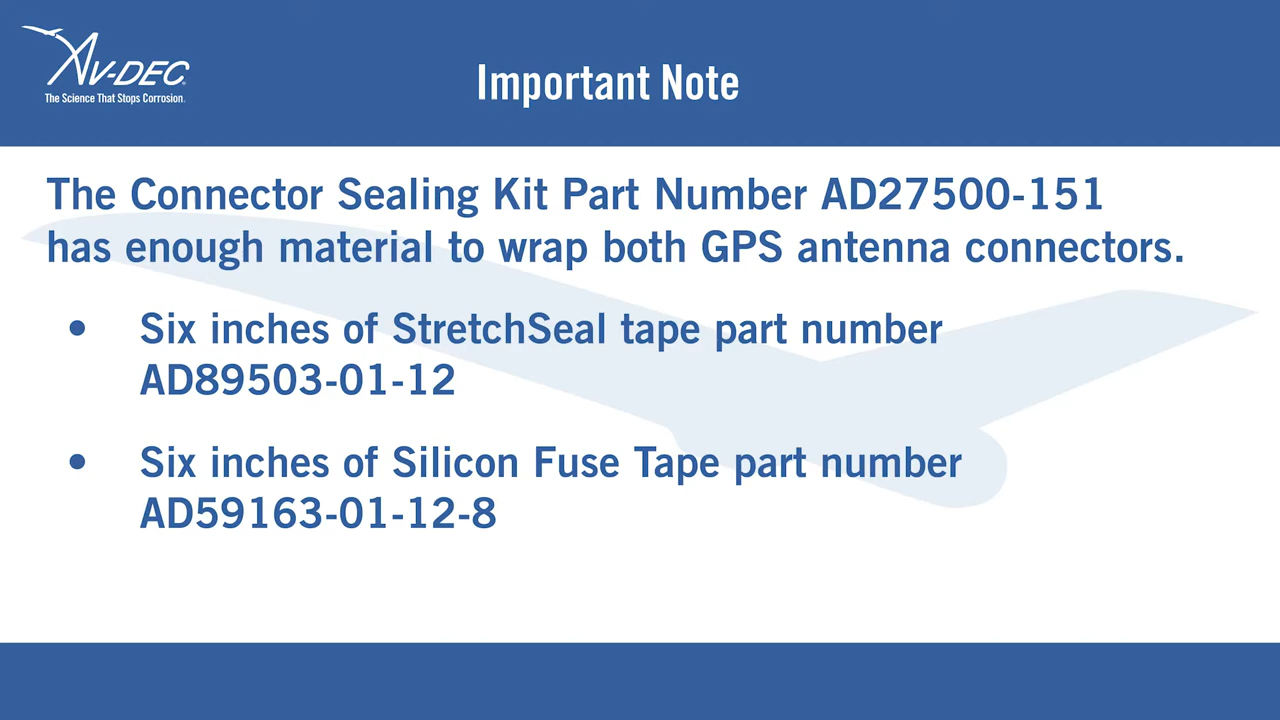 AV-DEC
The Science That Stops Corrosion.
Important Note
The Connector Sealing Kit Part Number AD27500-151
has enough material to wrap both GPS antenna connectors.
• Six inches of StretchSeal tape part number
AD89503-01-12
• Six inches of Silicon Fuse Tape part number
AD59163-01-12-8